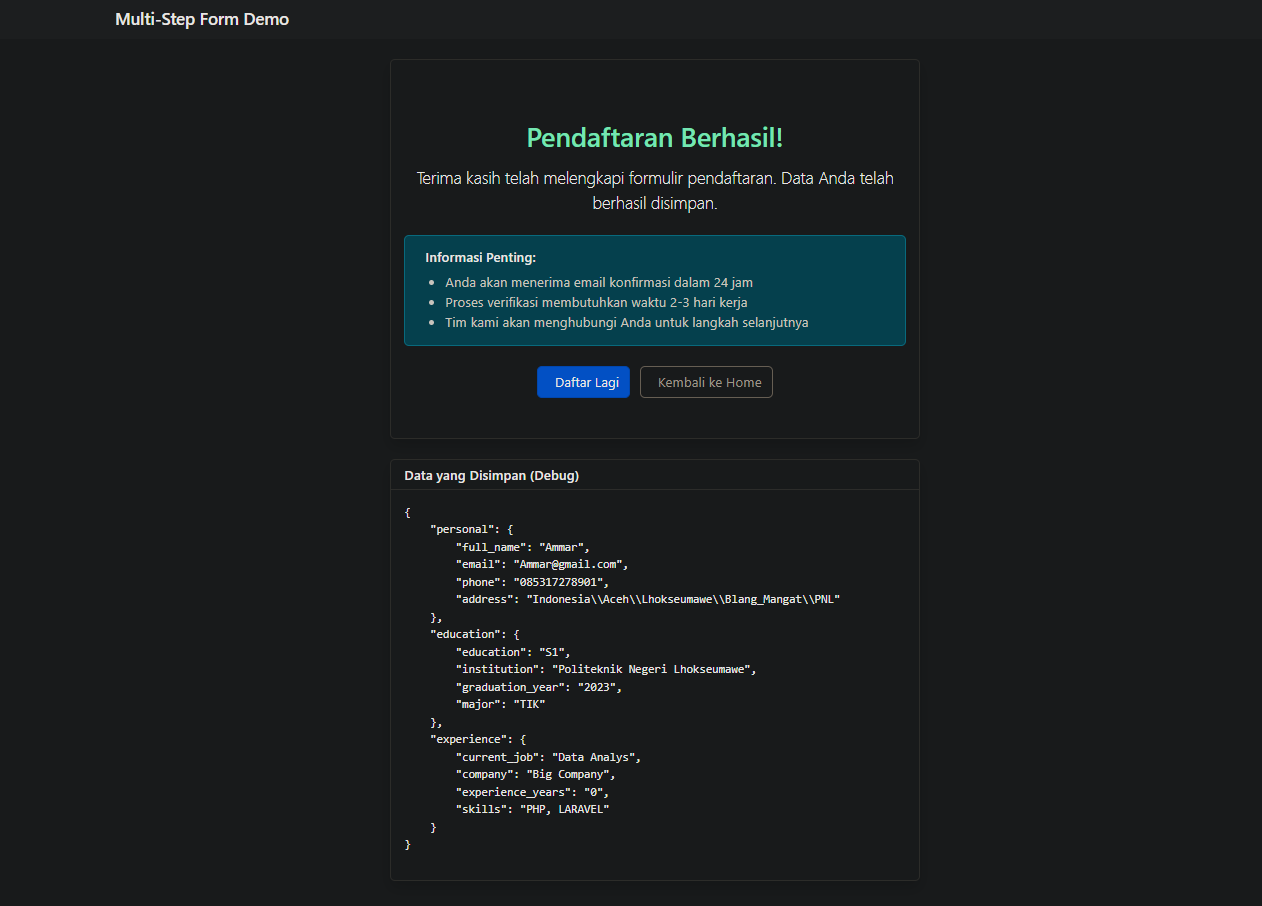 Multi-Step Form Demo
Pendaftaran Berhasil!
Terima kasih telah melengkapi formulir pendaftaran. Data Anda telah
berhasil disimpan.
Informasi Penting:
• Anda akan menerima email konfirmasi dalam 24 jam
• Proses verifikasi membutuhkan waktu 2-3 hari kerja
• Tim kami akan menghubungi Anda untuk langkah selanjutnya
Daftar Lagi
Kembali ke Home
Data yang Disimpan (Debug)
{
    "personal": {
        "full_name": "Ammar",
        "email": "Ammar@gmail.com",
        "phone": "085317278901",
        "address": "Indonesia\\Aceh\\Lhokseumawe\\Blang_Mangat\\PNL"
    },
    "education": {
        "education": "S1",
        "institution": "Politeknik Negeri Lhokseumawe",
        "graduation_year": "2023",
        "major": "TIK"
    },
    "experience": {
        "current_job": "Data Analys",
        "company": "Big Company",
        "experience_years": "0",
        "skills": "PHP, LARAVEL"
    }
}